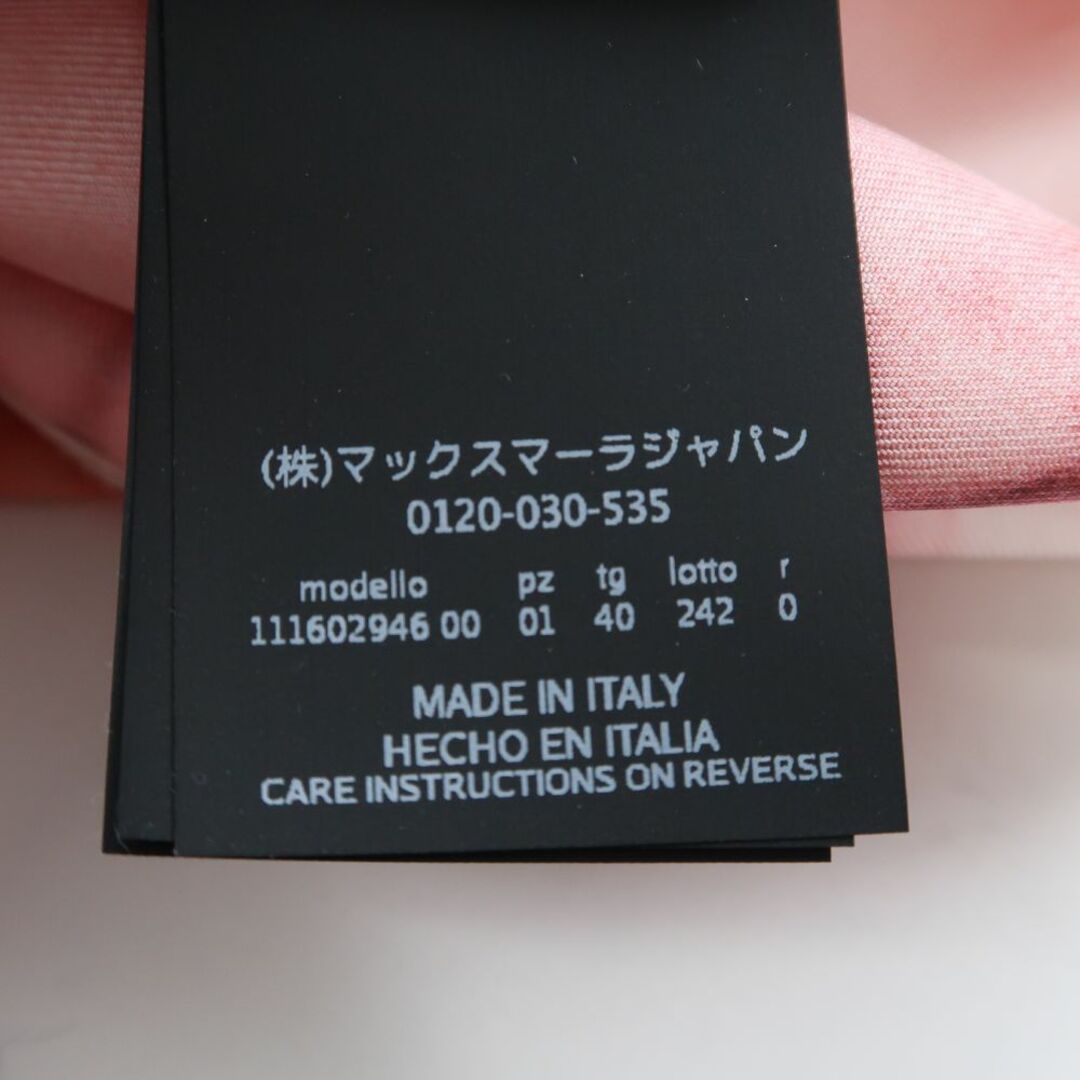 (株)マックスマーラジャパン
0120-030-535
modello pz tg lotto r
111602946 00 01 40 242 0
MADE IN ITALY
HECHO EN ITALIA
CARE INSTRUCTIONS ON REVERSE